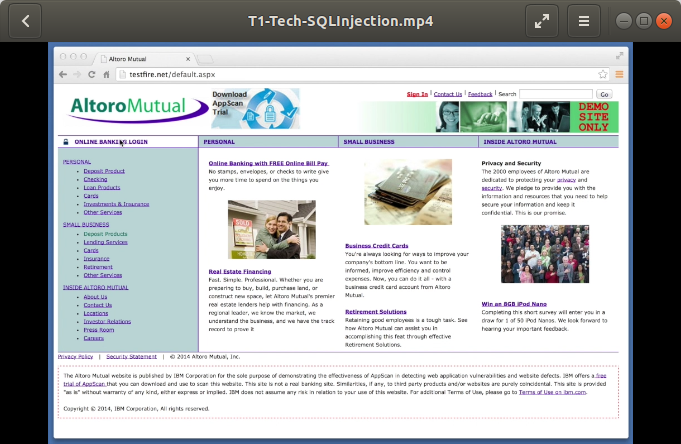 T1-Tech-SQLInjection.mp4
Altoro Mutual
testfire.net/default.aspx
AltoroMutual
Download
AppScan
Trial
Sign In | Contact Us | Feedback | Search
Go
DEMO
SITE
ONLY
ONLINE BANKING LOGIN
PERSONAL
SMALL BUSINESS
INSIDE ALTORO MUTUAL
PERSONAL
Deposit Product
Checking
Loan Products
Cards
Investments & Insurance
Other Services
SMALL BUSINESS
Deposit Products
Lending Services
Cards
Insurance
Retirement
Other Services
INSIDE ALTORO MUTUAL
About Us
Contact Us
Locations
Investor Relations
Press Room
Careers
Online Banking with FREE Online Bill Pay
No stamps, envelopes, or checks to write give
you more time to spend on the things you
enjoy.
Real Estate Financing
Fast. Simple. Professional. Whether you are
preparing to buy, build, purchase land, or
construct new space, let Altoro Mutual's premier
real estate lenders help with financing. As a
regional leader, we know the market, we
understand the business, and we have the track
record to prove it
Business Credit Cards
You're always looking for ways to improve your
company's bottom line. You want to be
informed, improve efficiency and control
expenses. Now, you can do it all - with a
business credit card account from Altoro
Mutual.
Retirement Solutions
Retaining good employees is a tough task. See
how Altoro Mutual can assist you in
accomplishing this feat through effective
Retirement Solutions.
Privacy and Security
The 2000 employees of Altoro Mutual are
dedicated to protecting your privacy and
security. We pledge to provide you with the
information and resources that you need to help
secure your information and keep it
confidential. This is our promise.
Win an 8GB iPod Nano
Completing this short survey will enter you in a
draw for 1 of 50 iPod Nanos. We look forward to
hearing your important feedback.
Privacy Policy | Security Statement | © 2014 Altoro Mutual, Inc.
The Altoro Mutual website is published by IBM Corporation for the sole purpose of demonstrating the effectiveness of AppScan in detecting web application vulnerabilities and website defects. IBM offers a free
trial of AppScan that you can download and use to scan this website. This site is not a real banking site. Similarities, if any, to third party products and/or websites are purely coincidental. This site is provided
"as is" without warranty of any kind, either express or implied. IBM does not assume any risk in relation to your use of this website. For additional Terms of Use, please go to Terms of Use on ibm.com.
Copyright © 2014, IBM Corporation, All rights reserved.